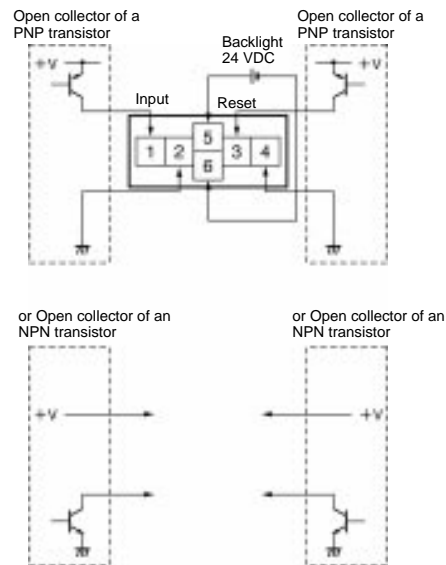 Open collector of a
PNP transistor
Open collector of a
PNP transistor
Backlight
24 VDC
+V
+V
Input
Reset
5
1 2 3 4
6
or Open collector of an
NPN transistor
or Open collector of an
NPN transistor
+V
+V